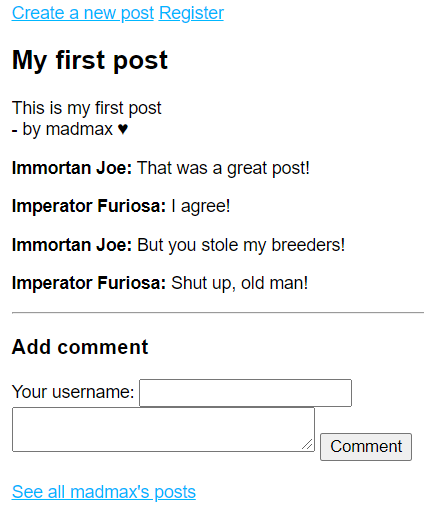 Create a new post Register
My first post
This is my first post
- by madmax ♥
Immortan Joe: That was a great post!
Imperator Furiosa: I agree!
Immortan Joe: But you stole my breeders!
Imperator Furiosa: Shut up, old man!
Add comment
Your username:
Comment
See all madmax's posts